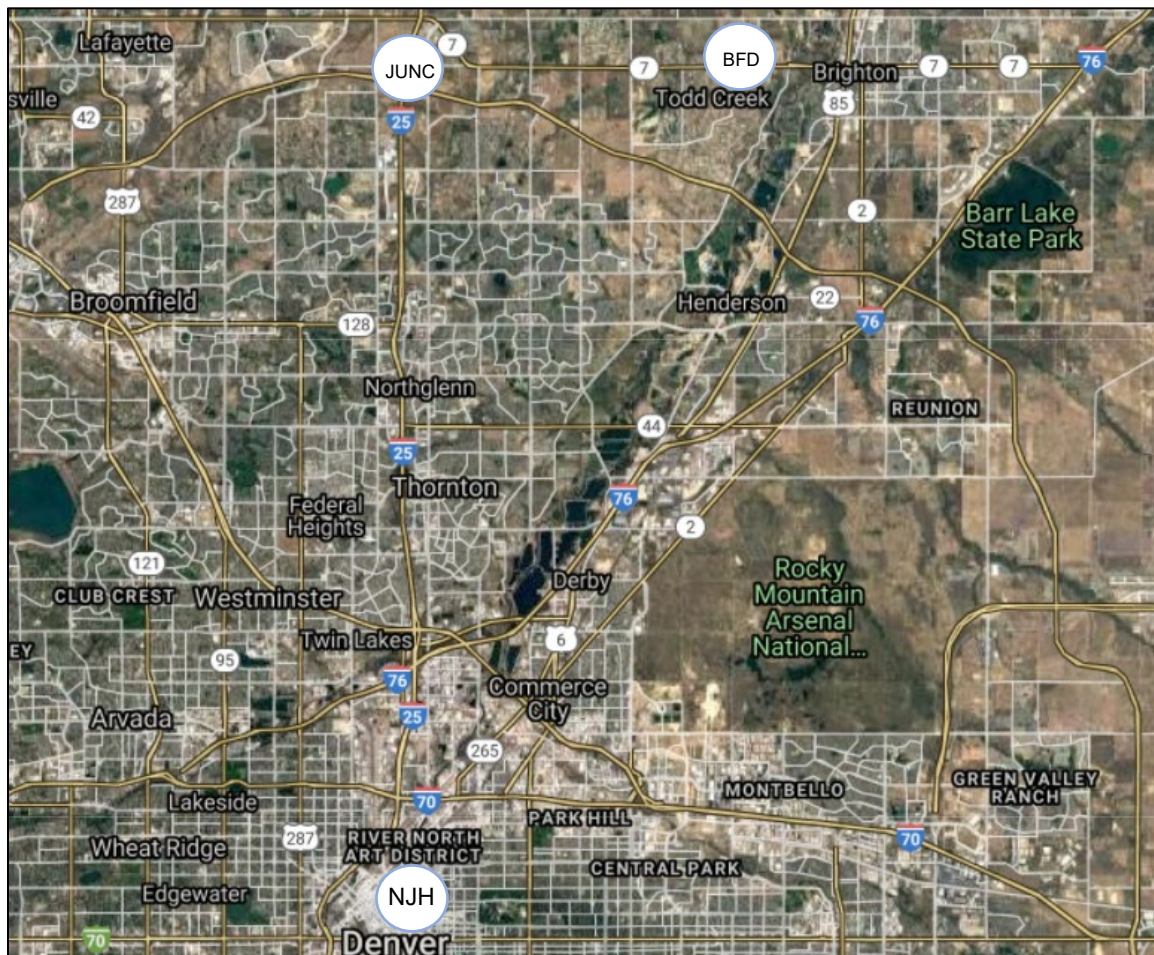 Lafayette
7
JUNC
BFD
7
Brighton
7
7
76
sville
42
25
Todd Creek
85
287
2
Barr Lake
State Park
Broomfield
Henderson
22
128
76
Northglenn
REUNION
44
25
Thornton
76
Federal
Heights
2
121
CLUB CREST
Westminster
Derby
Rocky
Mountain
Arsenal
National...
Twin Lakes
6
EY
95
76
Commerce
City
25
Arvada
265
MONTBELLO
GREEN VALLEY
RANCH
Lakeside
70
PARK HILL
Wheat Ridge
287
RIVER NORTH
ART DISTRICT
70
CENTRAL PARK
Edgewater
NJH
70
Denver